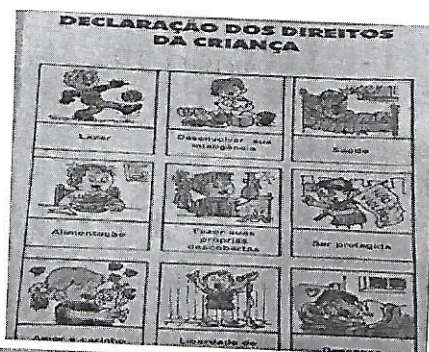 DECLARAÇÃO DOS DIREITOS
DA CRIANÇA
Lazer
Desenvolver sua
inteligência
Saúde
Alimentação
Fazer suas
próprias
descobertas
Ser protegida
Amor e carinho
Liberdade de
Descanso